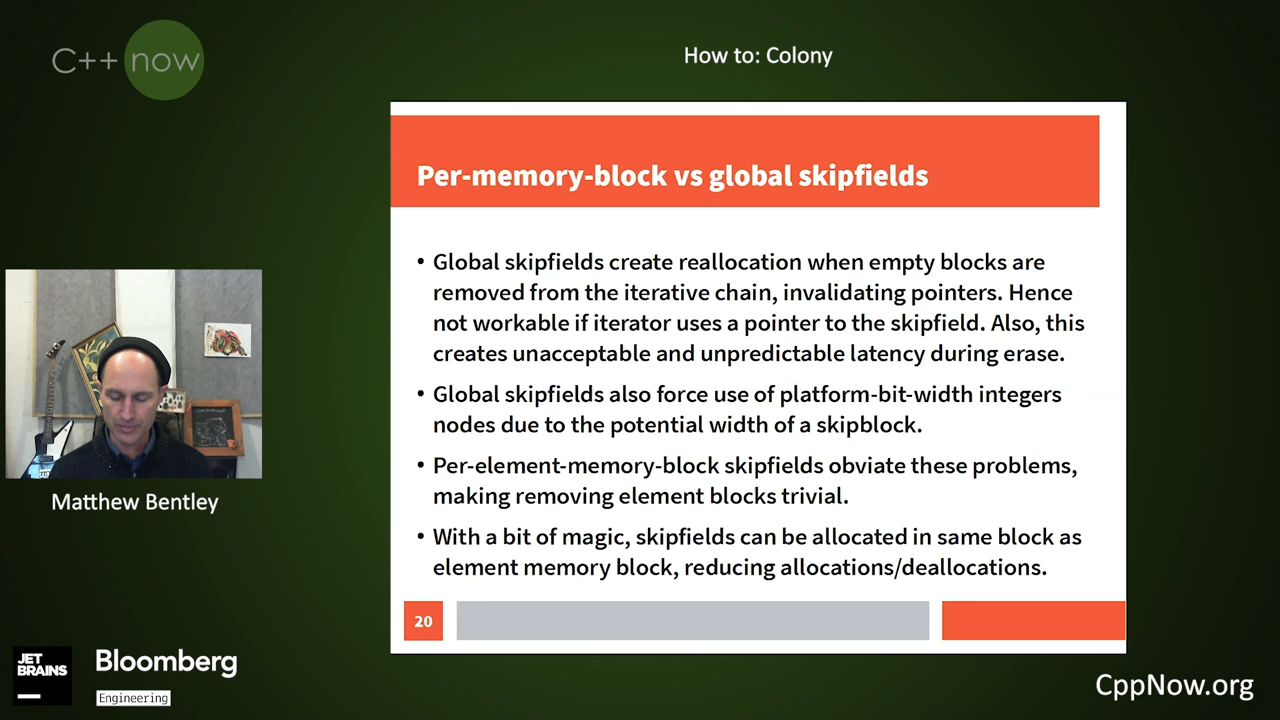 C++ now
How to: Colony
Per-memory-block vs global skipfields
• Global skipfields create reallocation when empty blocks are
removed from the iterative chain, invalidating pointers. Hence
not workable if iterator uses a pointer to the skipfield. Also, this
creates unacceptable and unpredictable latency during erase.
• Global skipfields also force use of platform-bit-width integers
nodes due to the potential width of a skipblock.
• Per-element-memory-block skipfields obviate these problems,
making removing element blocks trivial.
• With a bit of magic, skipfields can be allocated in same block as
element memory block, reducing allocations/deallocations.
20
Matthew Bentley
JET
BRAINS
Bloomberg
Engineering
CppNow.org